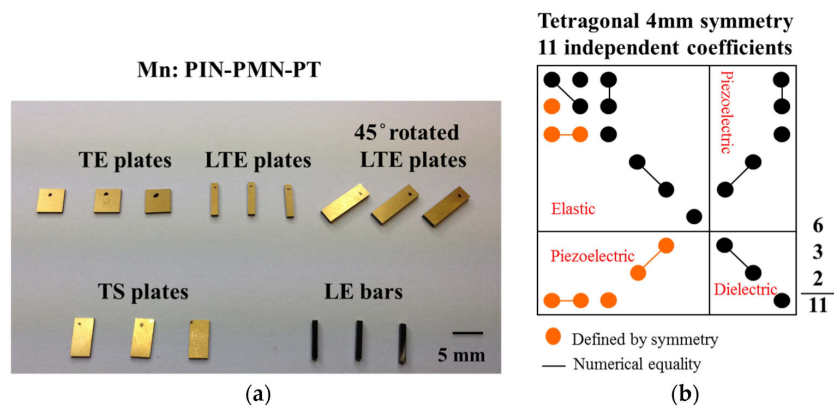 Mn: PIN-PMN-PT
TE plates
LTE plates
45° rotated
LTE plates
TS plates
LE bars
5 mm
(a)
Tetragonal 4mm symmetry
11 independent coefficients
Piezoelectric
Elastic
Piezoelectric
Dielectric
6
3
2
11
Defined by symmetry
Numerical equality
(b)